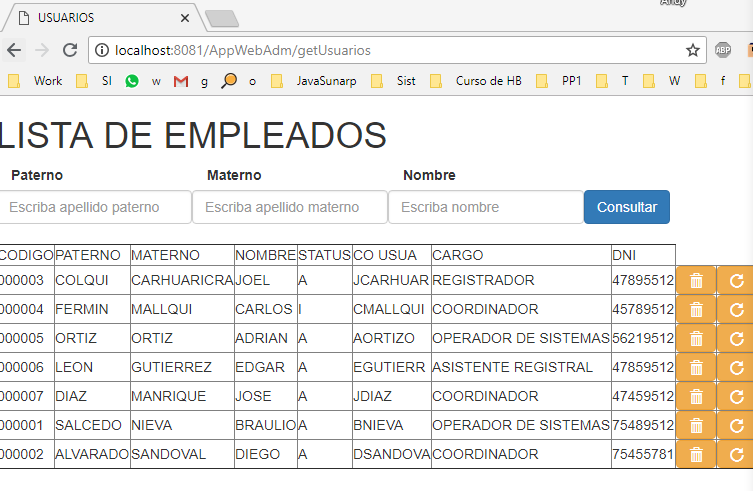 Andy
USUARIOS
localhost:8081/AppWebAdm/getUsuarios
ABP
Work SI w g o JavaSunarp Sist Curso de HB PP1 T W f
LISTA DE EMPLEADOS
Paterno Materno Nombre
Escriba apellido paterno Escriba apellido materno Escriba nombre Consultar
CODIGO PATERNO MATERNO NOMBRE STATUS CO USUA CARGO DNI
000003 COLQUI CARHUARICRA JOEL A JCARHUAR REGISTRADOR 47895512
000004 FERMIN MALLQUI CARLOS I CMALLQUI COORDINADOR 45789512
000005 ORTIZ ORTIZ ADRIAN A AORTIZO OPERADOR DE SISTEMAS 56219512
000006 LEON GUTIERREZ EDGAR A EGUTIERR ASISTENTE REGISTRAL 47859512
000007 DIAZ MANRIQUE JOSE A JDIAZ COORDINADOR 47459512
000001 SALCEDO NIEVA BRAULIO A BNIEVA OPERADOR DE SISTEMAS 75489512
000002 ALVARADO SANDOVAL DIEGO A DSANDOVA COORDINADOR 75455781